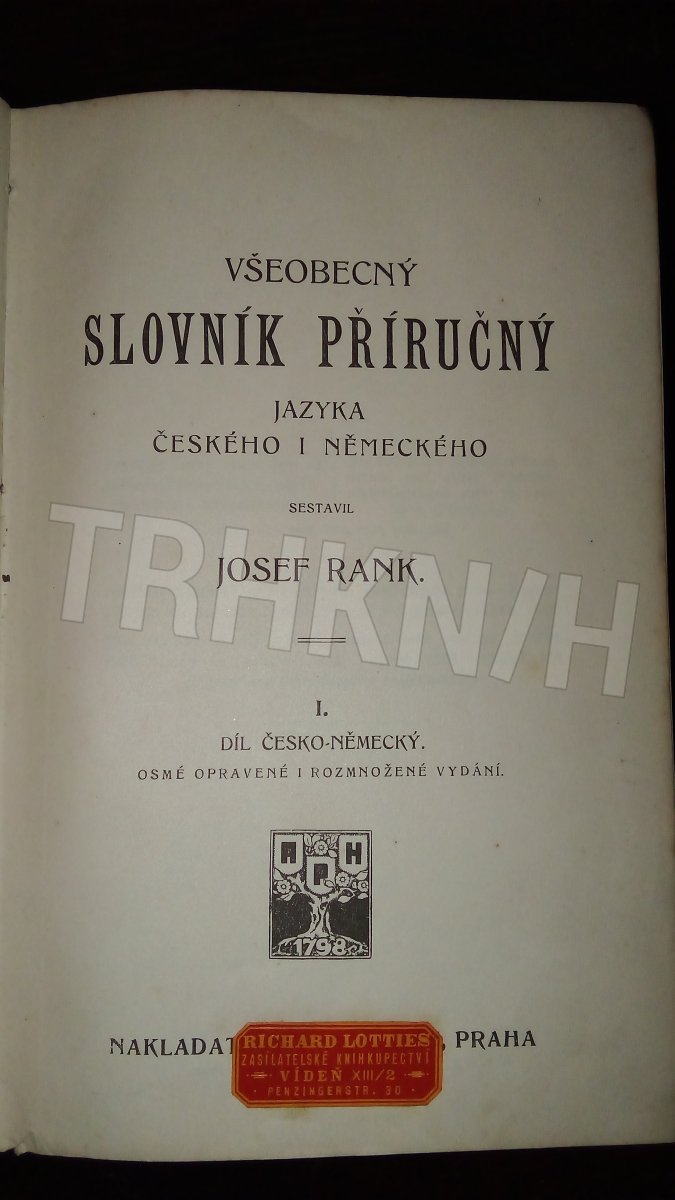 VŠEOBECNÝ
SLOVNÍK PŘÍRUČNÝ
JAZYKA
ČESKÉHO I NĚMECKÉHO
SESTAVIL
JOSEF RANK.
TRHKN/H
I.
DÍL ČESKO-NĚMECKÝ.
OSMÉ OPRAVENÉ I ROZMNOŽENÉ VYDÁNÍ.
A P H
1798
NAKLADAT , PRAHA
RICHARD LOTTIES
ZASÍLATELSKÉ KNIHKUPECTVÍ
VÍDEŇ XIII/2
PENZINGERSTR. 30